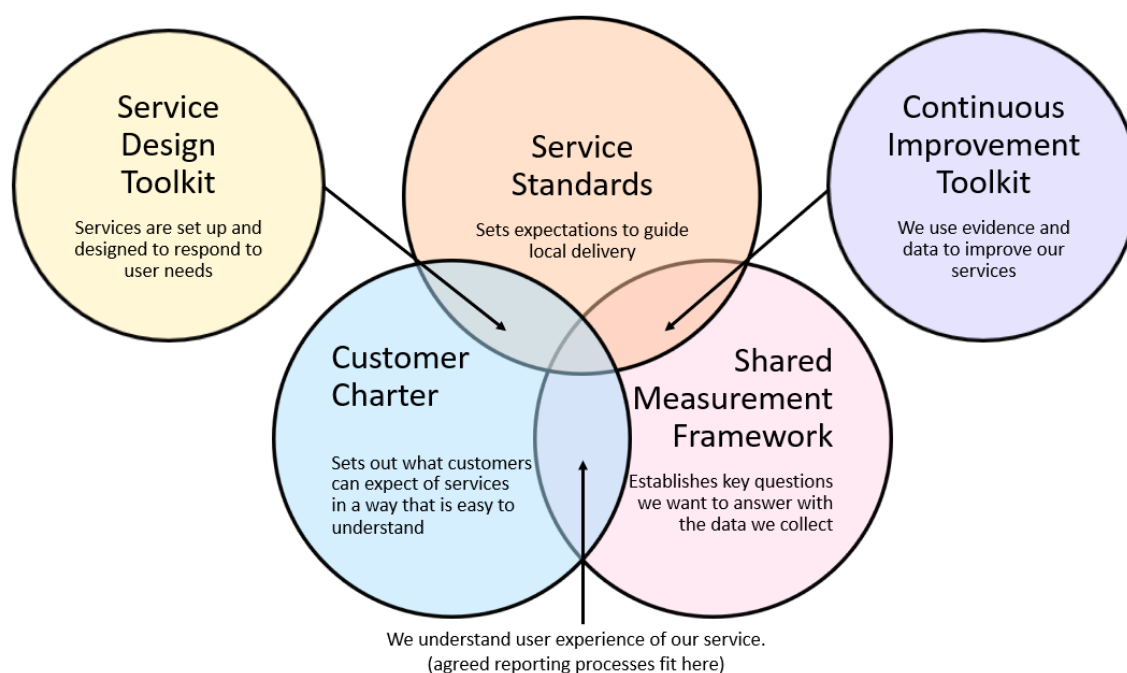 Service
Design
Toolkit
Services are set up and
designed to respond to
user needs
Service
Standards
Sets expectations to guide
local delivery
Continuous
Improvement
Toolkit
We use evidence and
data to improve our
services
Customer
Charter
Sets out what customers
can expect of services
in a way that is easy to
understand
Shared
Measurement
Framework
Establishes key questions
we want to answer with
the data we collect
We understand user experience of our service.
(agreed reporting processes fit here)